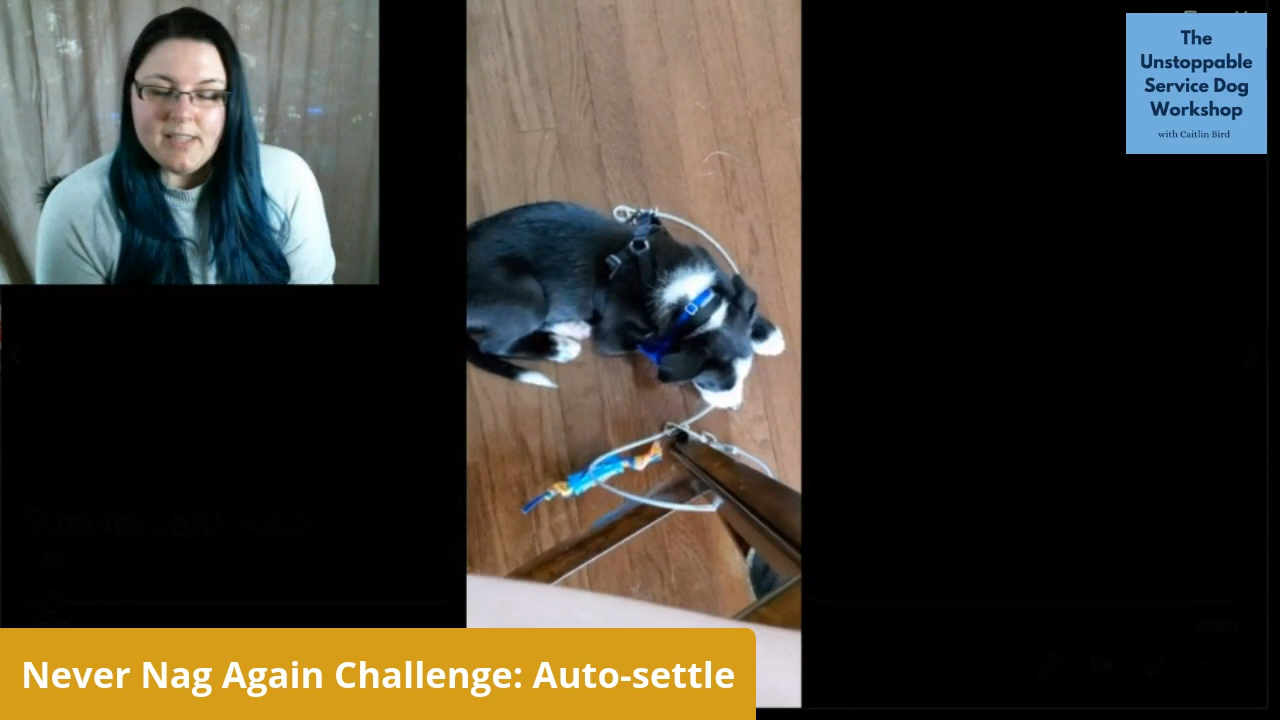 The
Unstoppable
Service Dog
Workshop
with Caitlin Bird
Never Nag Again Challenge: Auto-settle